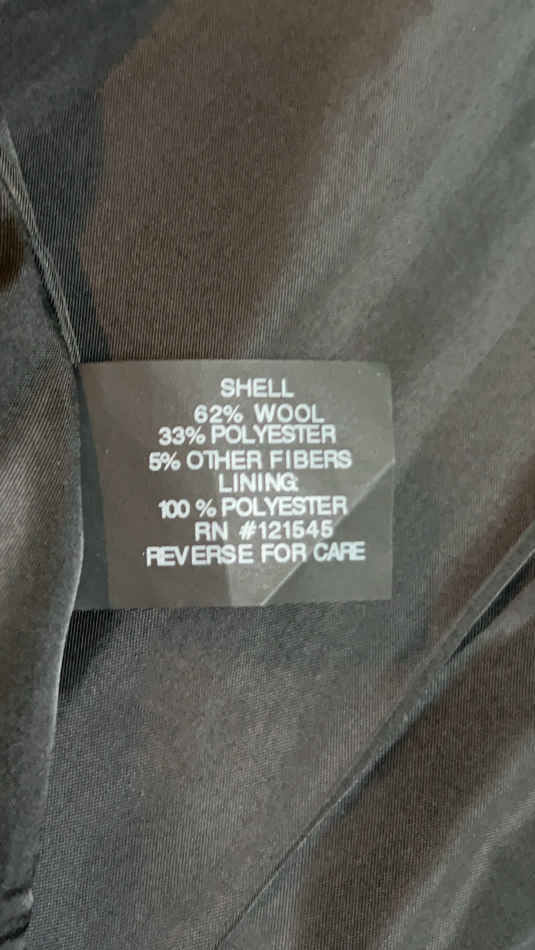 SHELL
62% WOOL
33% POLYESTER
5% OTHER FIBERS
LINING:
100 % POLYESTER
RN #121545
REVERSE FOR CARE